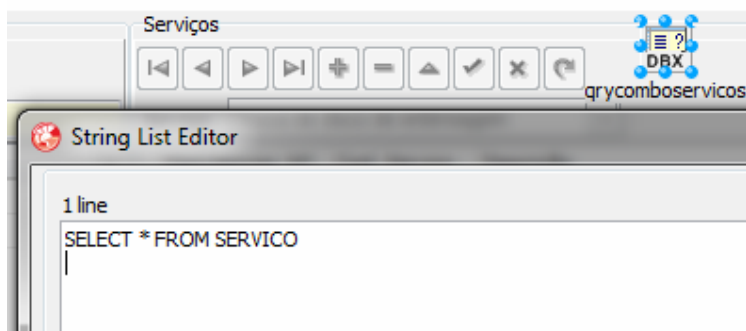 Serviços
DBX
qrycomboservicos
String List Editor
1 line
SELECT * FROM SERVICO